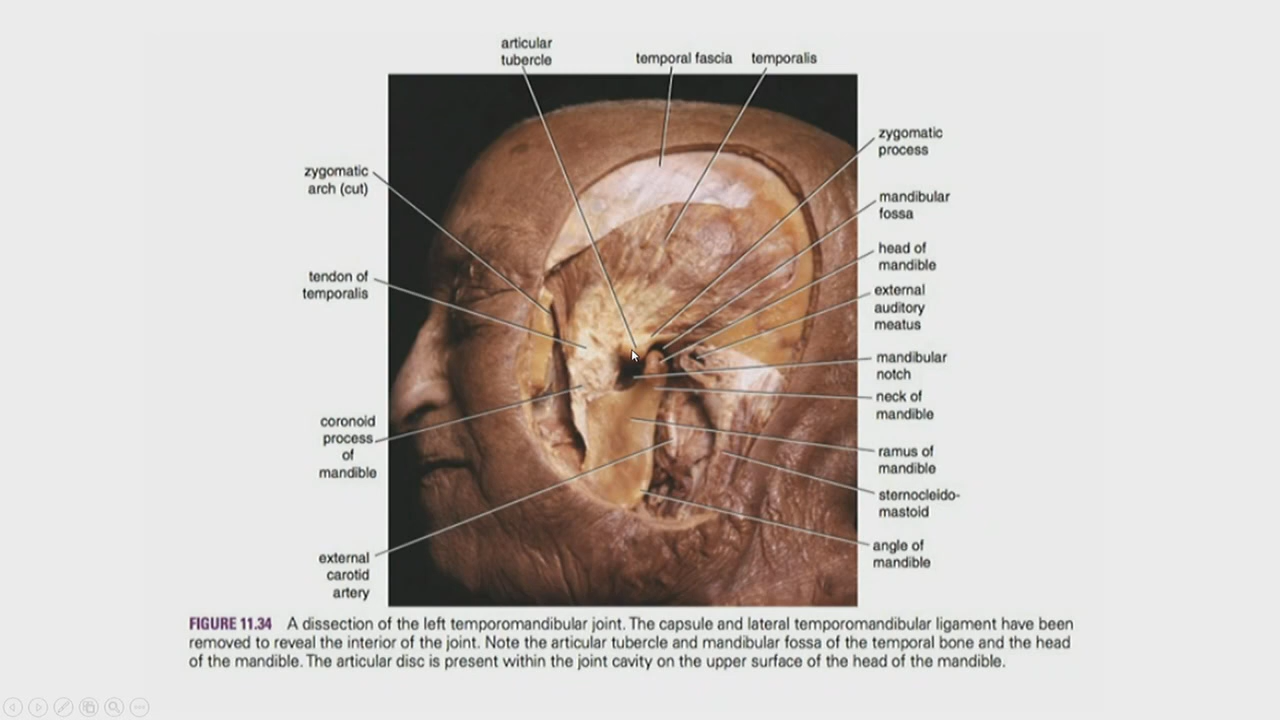 articular
tubercle
temporal fascia
temporalis
zygomatic
process
zygomatic
arch (cut)
mandibular
fossa
head of
mandible
tendon of
temporalis
external
auditory
meatus
mandibular
notch
neck of
mandible
coronoid
process
of
mandible
ramus of
mandible
sternocleido-
mastoid
angle of
mandible
external
carotid
artery
FIGURE 11.34 A dissection of the left temporomandibular joint. The capsule and lateral temporomandibular ligament have been
removed to reveal the interior of the joint. Note the articular tubercle and mandibular fossa of the temporal bone and the head
of the mandible. The articular disc is present within the joint cavity on the upper surface of the head of the mandible.